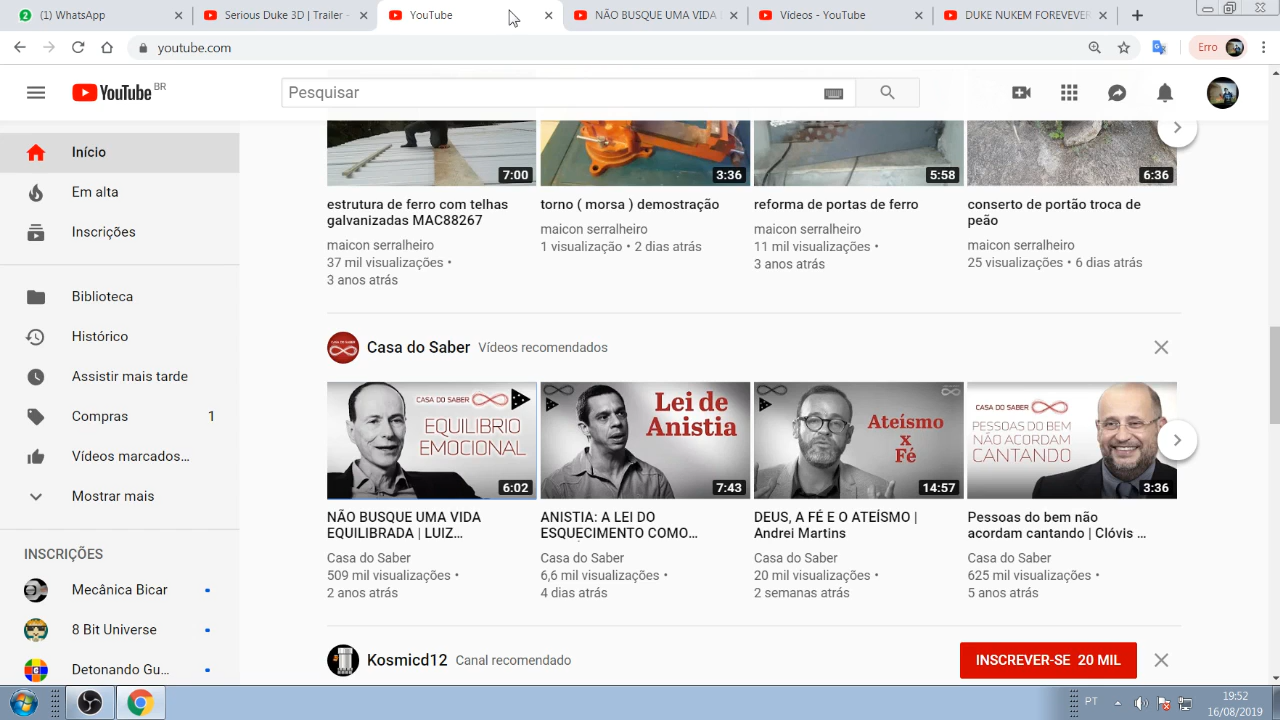 2 (1) WhatsApp
Serious Duke 3D | Trailer -
YouTube
NÃO BUSQUE UMA VIDA
Vídeos - YouTube
DUKE NUKEM FOREVEVER
youtube.com
Erro
YouTube BR
Pesquisar
Início
Em alta
Inscrições
Biblioteca
Histórico
Assistir mais tarde
Compras 1
Vídeos marcados...
Mostrar mais
INSCRIÇÕES
Mecânica Bicar
8 Bit Universe
Detonando Gu...
7:00
3:36
5:58
6:36
estrutura de ferro com telhas
galvanizadas MAC88267
maicon serralheiro
37 mil visualizações •
3 anos atrás
torno ( morsa ) demostração
maicon serralheiro
1 visualização • 2 dias atrás
reforma de portas de ferro
maicon serralheiro
11 mil visualizações •
3 anos atrás
conserto de portão troca de
peão
maicon serralheiro
25 visualizações • 6 dias atrás
Casa do Saber Vídeos recomendados
CASA DO SABER
EQUILIBRIO
EMOCIONAL
6:02
Lei de
Anistia
7:43
Ateísmo
x
Fé
14:57
CASA DO SABER
PESSOAS DO BEM
NÃO ACORDAM
CANTANDO
3:36
NÃO BUSQUE UMA VIDA
EQUILIBRADA | LUIZ...
Casa do Saber
509 mil visualizações •
2 anos atrás
ANISTIA: A LEI DO
ESQUECIMENTO COMO...
Casa do Saber
6,6 mil visualizações •
4 dias atrás
DEUS, A FÉ E O ATEÍSMO |
Andrei Martins
Casa do Saber
20 mil visualizações •
2 semanas atrás
Pessoas do bem não
acordam cantando | Clóvis ...
Casa do Saber
625 mil visualizações •
5 anos atrás
Kosmicd12 Canal recomendado
INSCREVER-SE 20 MIL
PT
19:52
16/08/2019